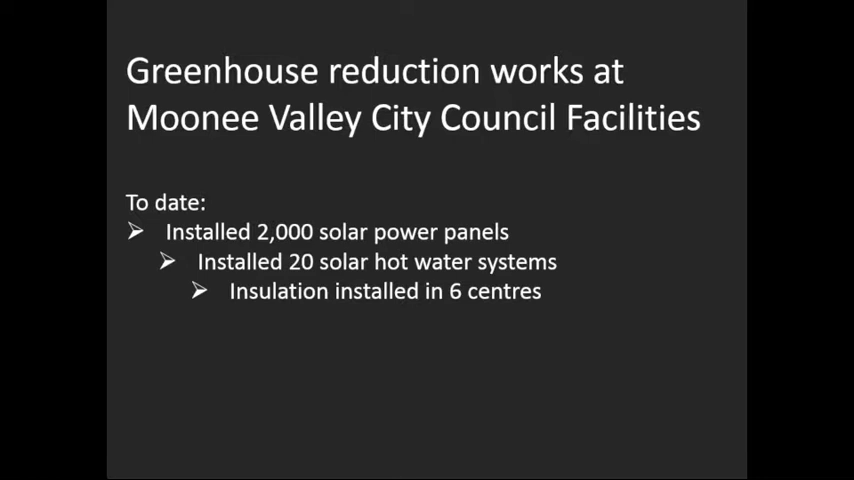 Greenhouse reduction works at
Moonee Valley City Council Facilities
To date:
➢ Installed 2,000 solar power panels
➢ Installed 20 solar hot water systems
➢ Insulation installed in 6 centres